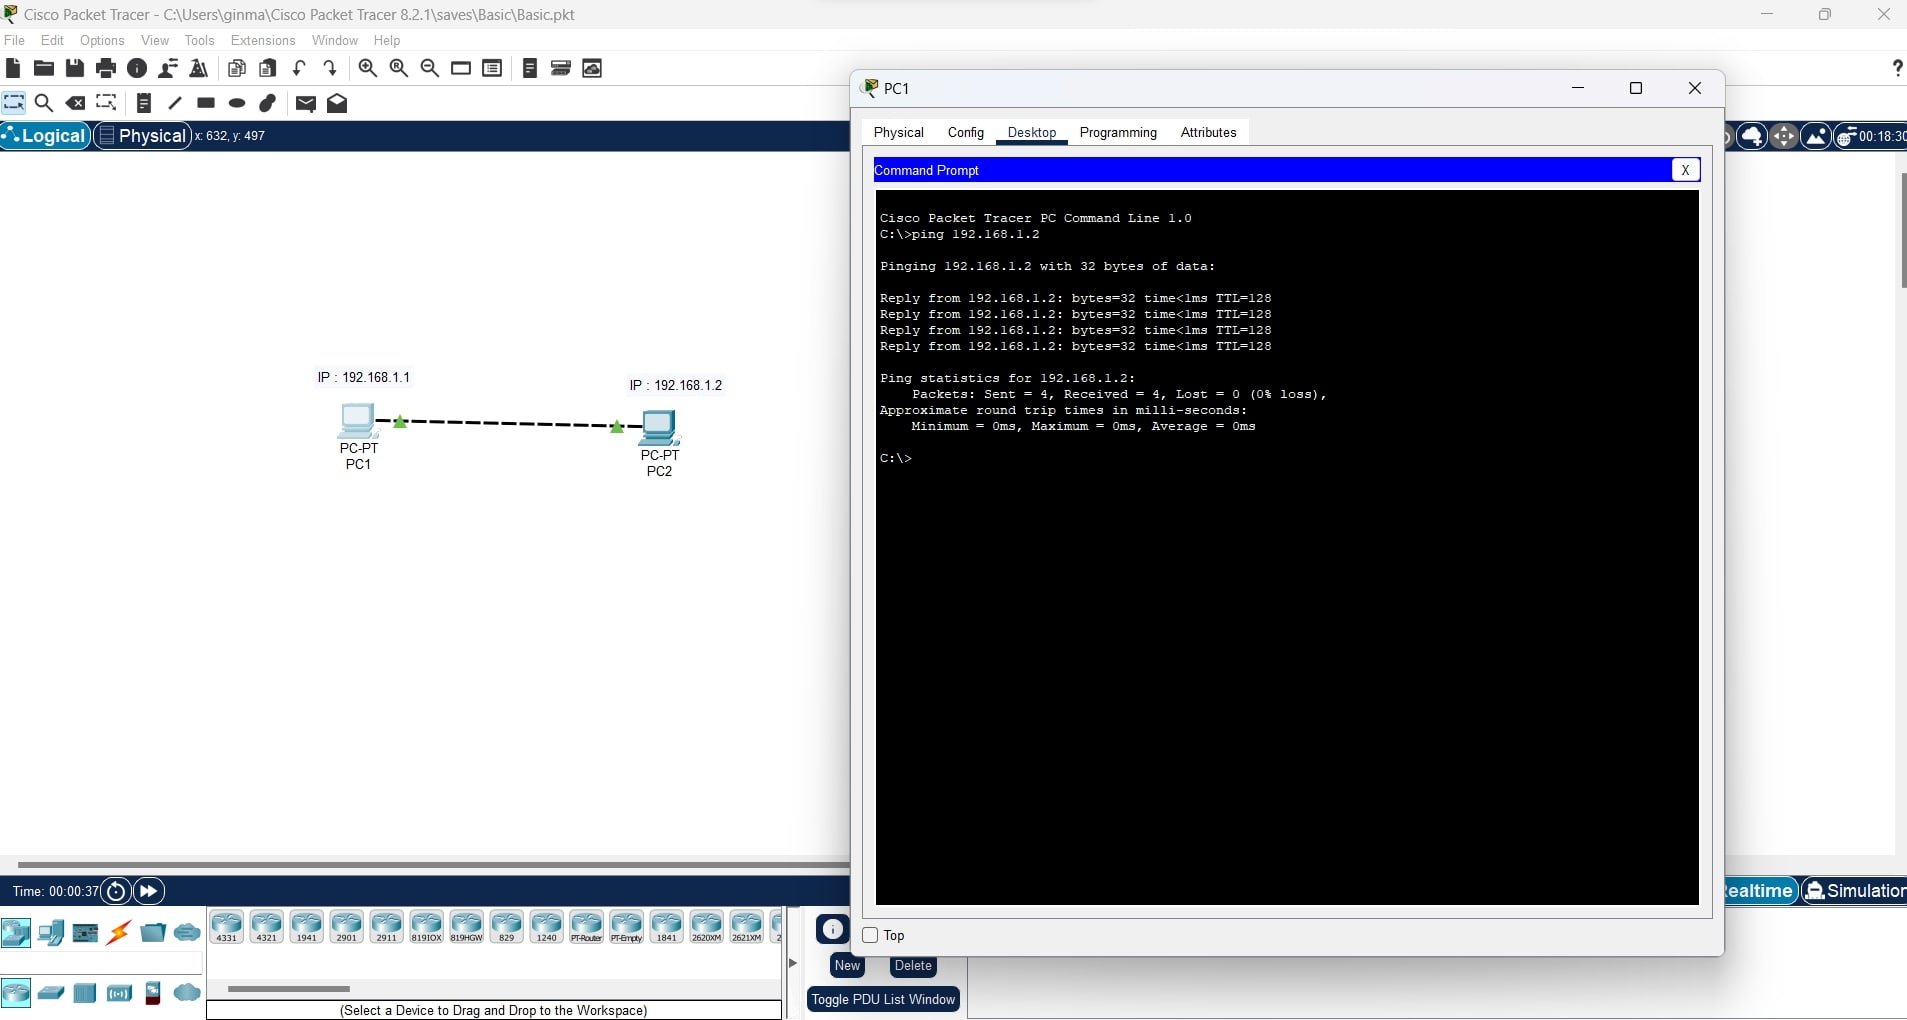 Cisco Packet Tracer - C:\Users\ginma\Cisco Packet Tracer 8.2.1\saves\Basic\Basic.pkt
File Edit Options View Tools Extensions Window Help
?
Logical Physical x: 632, y: 497
00:18:30
PC1
Physical Config Desktop Programming Attributes
Command Prompt X
Cisco Packet Tracer PC Command Line 1.0
C:\>ping 192.168.1.2
Pinging 192.168.1.2 with 32 bytes of data:
Reply from 192.168.1.2: bytes=32 time<1ms TTL=128
Reply from 192.168.1.2: bytes=32 time<1ms TTL=128
Reply from 192.168.1.2: bytes=32 time<1ms TTL=128
Reply from 192.168.1.2: bytes=32 time<1ms TTL=128
Ping statistics for 192.168.1.2:
Packets: Sent = 4, Received = 4, Lost = 0 (0% loss),
Approximate round trip times in milli-seconds:
Minimum = 0ms, Maximum = 0ms, Average = 0ms
C:\>
Top
IP : 192.168.1.1
IP : 192.168.1.2
PC-PT
PC1
PC-PT
PC2
Time: 00:00:37
ealtime Simulation
4331 4321 1941 2901 2911 819IOX 819HGW 829 1240 PT-Router PT-Empty 1841 2620XM 2621XM 2
New Delete
Toggle PDU List Window
(Select a Device to Drag and Drop to the Workspace)